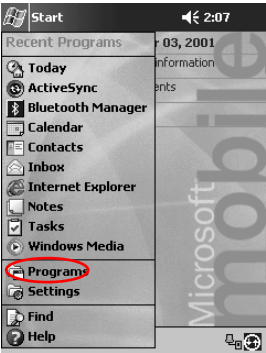 Start 2:07
Recent Programs
r 03, 2001
Today
information
ActiveSync
ents
Bluetooth Manager
Calendar
Contacts
Inbox
Internet Explorer
Notes
Tasks
Windows Media
Programs
Settings
Find
Help
Microsoft
mobile